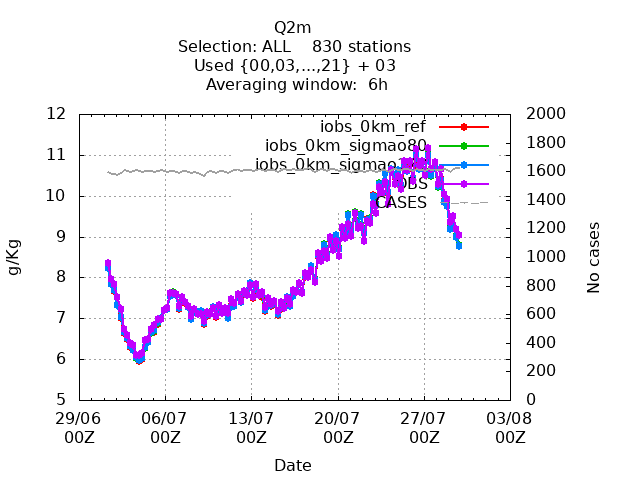 Q2m
Selection: ALL    830 stations
Used {00,03,...,21} + 03
Averaging window:  6h
12
11
10
9
8
7
6
5
2000
1800
1600
1400
1200
1000
800
600
400
200
0
iobs_0km_ref
iobs_0km_sigmao80
OBS
CASES
g/Kg
No cases
29/06 00Z
06/07 00Z
13/07 00Z
20/07 00Z
27/07 00Z
03/08 00Z
Date